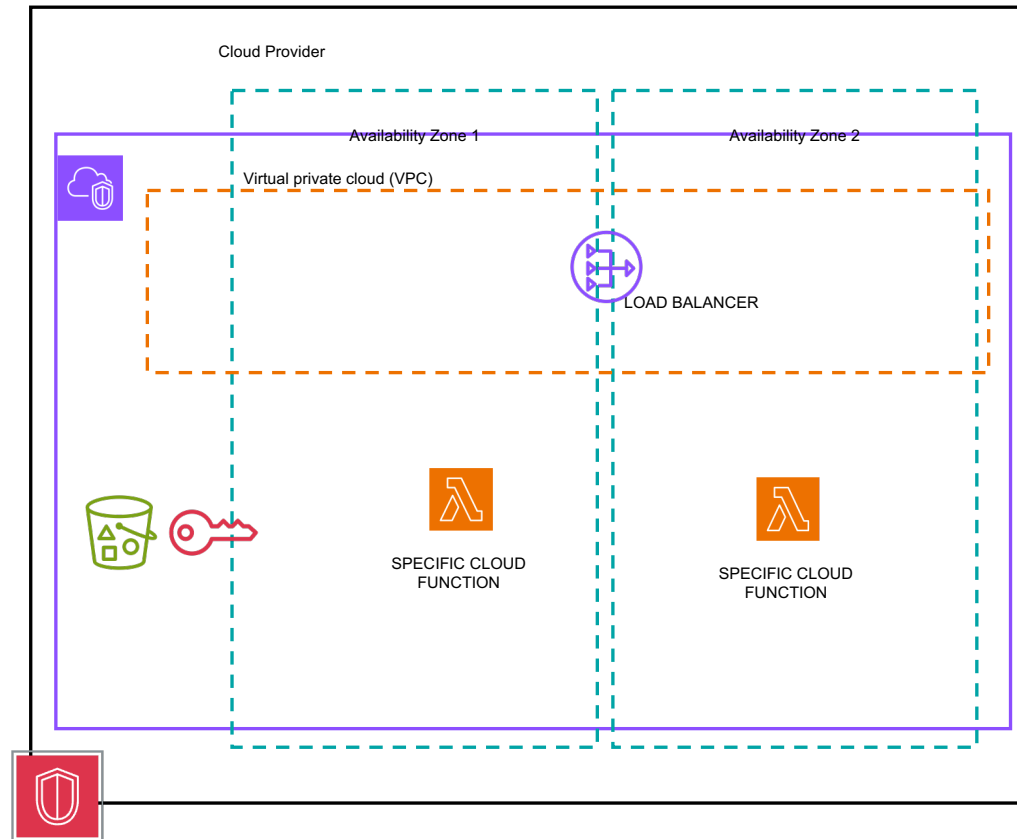 Cloud Provider
Availability Zone 1
Availability Zone 2
Virtual private cloud (VPC)
LOAD BALANCER
SPECIFIC CLOUD
FUNCTION
SPECIFIC CLOUD
FUNCTION